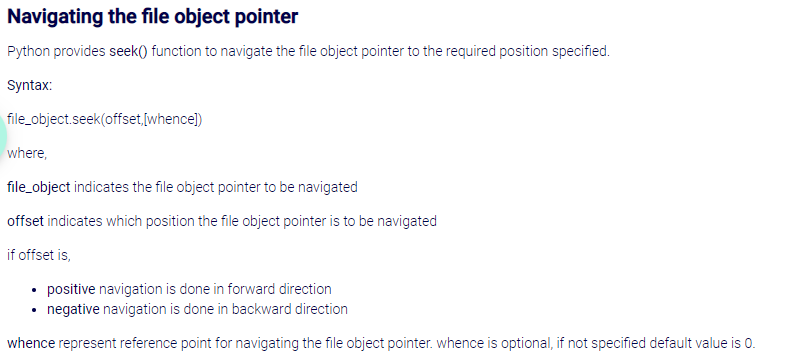 Navigating the file object pointer
Python provides seek() function to navigate the file object pointer to the required position specified.
Syntax:
file_object.seek(offset,[whence])
where,
file_object indicates the file object pointer to be navigated
offset indicates which position the file object pointer is to be navigated
if offset is,
• positive navigation is done in forward direction
• negative navigation is done in backward direction
whence represent reference point for navigating the file object pointer. whence is optional, if not specified default value is 0.